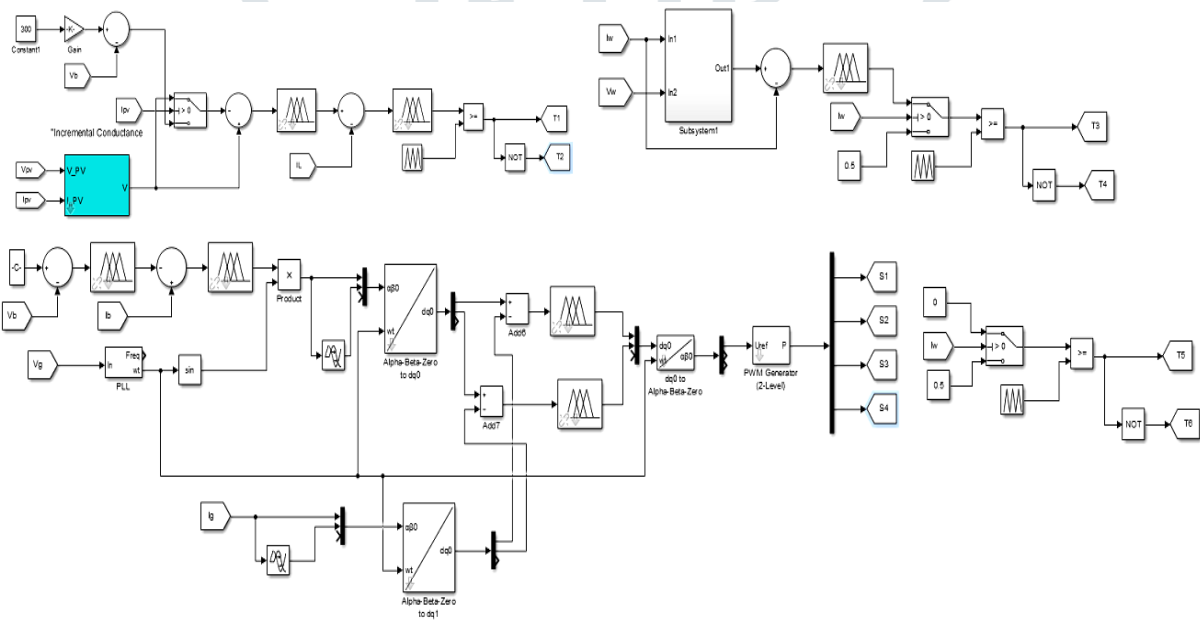 300
Constant1
-K-
Gain
+
-
Vb
Ipv
> 0
"Incremental Conductance
Vpv
Ipv
V_PV
I_PV
V
-
+
+
-
IL
>=
NOT
T1
T2
Iw
Vw
In1
In2
Out1
Subsystem1
+
-
Iw
> 0
0.5
>=
NOT
T3
T4
-C-
+
-
Vb
-
+
Ib
×
Product
Vg
In
Freq
wt
PLL
sin
αβ0
wt
dq0
Alpha-Beta-Zero
to dq0
+
-
Add6
+
-
Add7
dq0
wt
αβ0
dq0 to
Alpha-Beta-Zero
Uref
P
PWM Generator
(2-Level)
S1
S2
S3
S4
0
Iw
> 0
0.5
>=
NOT
T5
T6
Ig
αβ0
wt
dq0
Alpha-Beta-Zero
to dq1